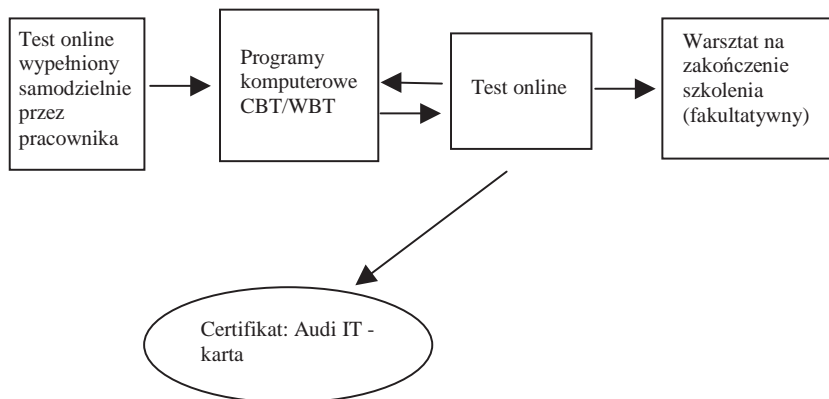 Test online
wypełniony
samodzielnie
przez
pracownika
Programy
komputerowe
CBT/WBT
Test online
Warsztat na
zakończenie
szkolenia
(fakultatywny)
Certifikat: Audi IT -
karta